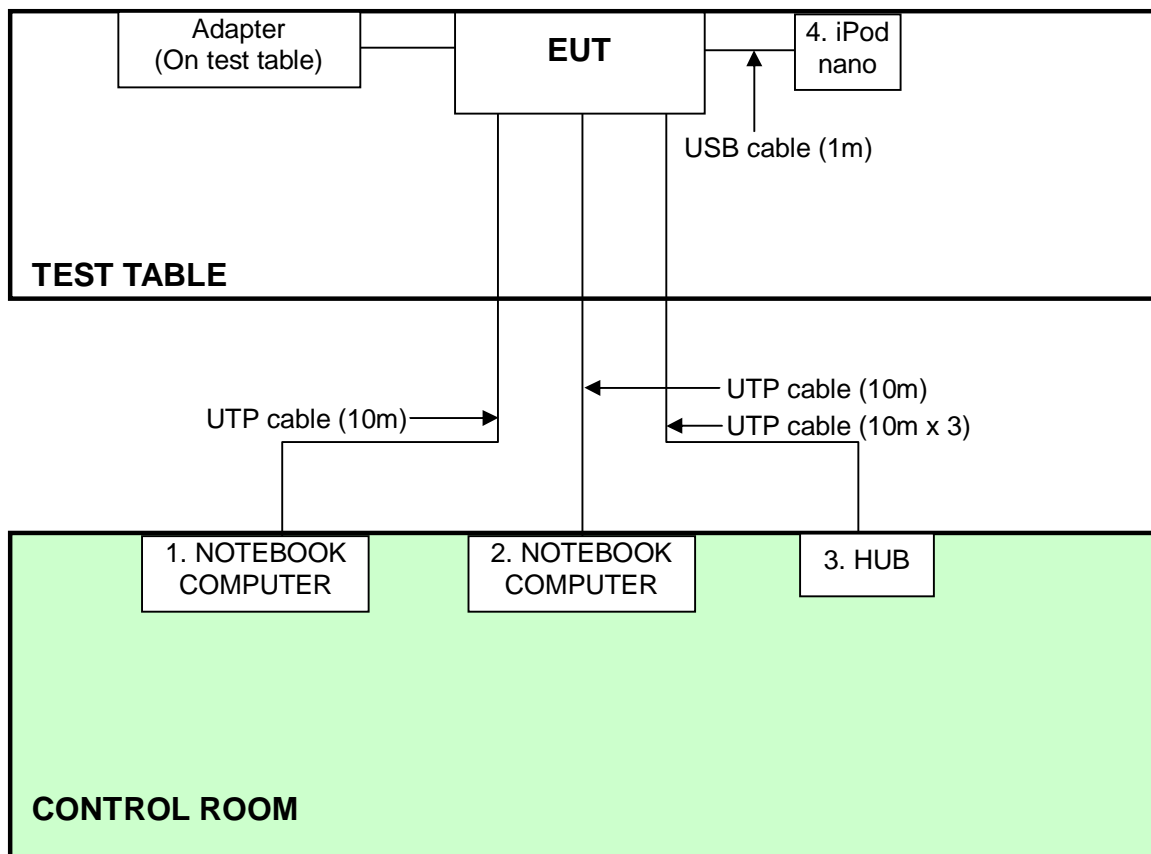 Adapter
(On test table)
EUT
4. iPod
nano
USB cable (1m)
TEST TABLE
UTP cable (10m)
UTP cable (10m)
UTP cable (10m x 3)
1. NOTEBOOK
COMPUTER
2. NOTEBOOK
COMPUTER
3. HUB
CONTROL ROOM